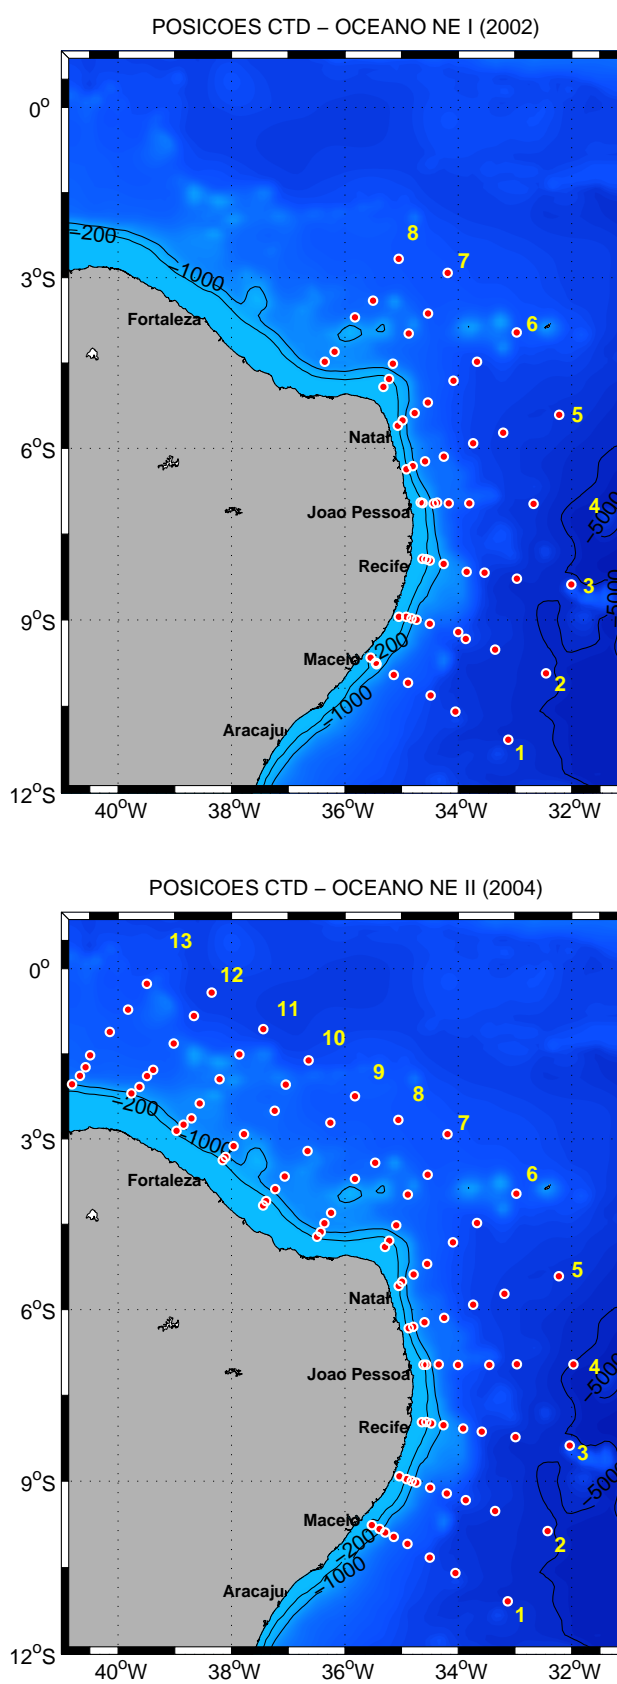 POSICOES CTD – OCEANO NE I (2002)
0°
−200
8
7
−1000
3°S
Fortaleza
6
5
Natal
6°S
4
Joao Pessoa
−5000
Recife
3
−5000
9°S
−200
Maceio
2
−1000
Aracaju
1
12°S
40°W 38°W 36°W 34°W 32°W
POSICOES CTD – OCEANO NE II (2004)
13
0°
12
11
10
9
8
−200
7
−1000
3°S
Fortaleza
6
5
Natal
6°S
4
Joao Pessoa
−5000
Recife
3
9°S
−5000
Maceio
−200
2
−1000
Aracaju
1
12°S
40°W 38°W 36°W 34°W 32°W